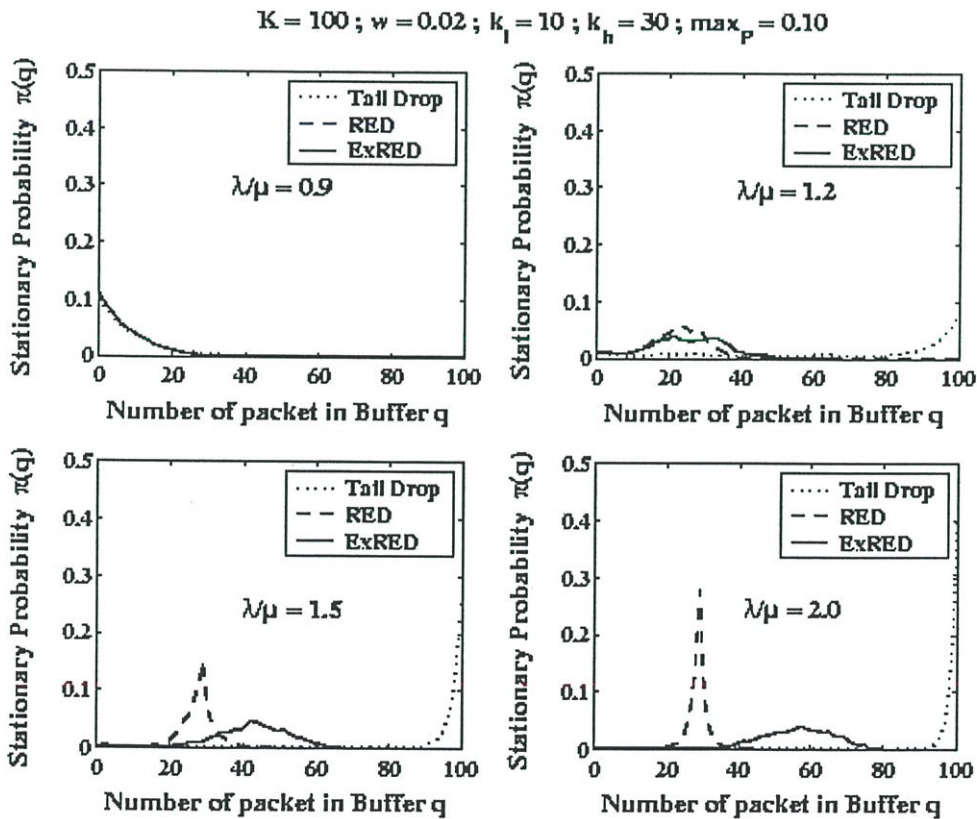 K = 100 ; w = 0.02 ; k_l = 10 ; k_h = 30 ; max_p = 0.10
Stationary Probability π(q)
0.5
0.4
0.3
0.2
0.1
0
Tail Drop
RED
ExRED
λ/μ = 0.9
0 20 40 60 80 100
Number of packet in Buffer q
Stationary Probability π(q)
0.5
0.4
0.3
0.2
0.1
0
Tail Drop
RED
ExRED
λ/μ = 1.2
0 20 40 60 80 100
Number of packet in Buffer q
Stationary Probability π(q)
0.5
0.4
0.3
0.2
0.1
0
Tail Drop
RED
ExRED
λ/μ = 1.5
0 20 40 60 80 100
Number of packet in Buffer q
Stationary Probability π(q)
0.5
0.4
0.3
0.2
0.1
0
Tail Drop
RED
ExRED
λ/μ = 2.0
0 20 40 60 80 100
Number of packet in Buffer q